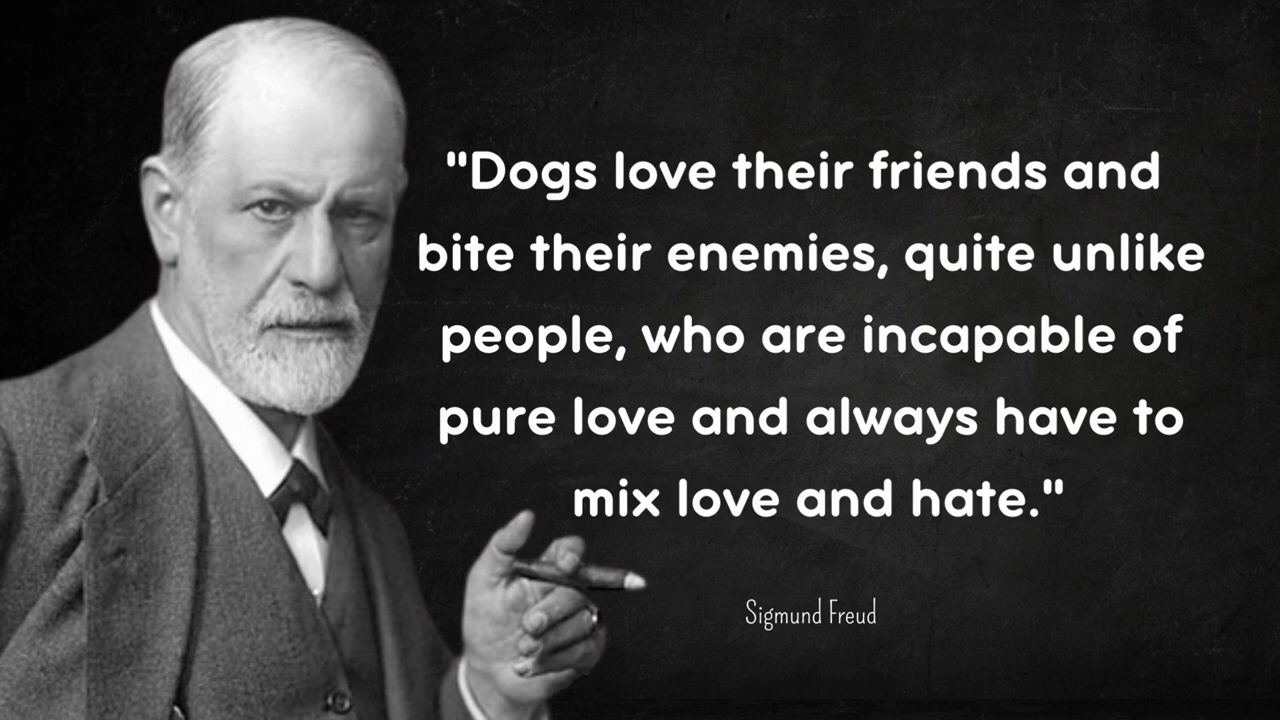 "Dogs love their friends and
bite their enemies, quite unlike
people, who are incapable of
pure love and always have to
mix love and hate."
Sigmund Freud